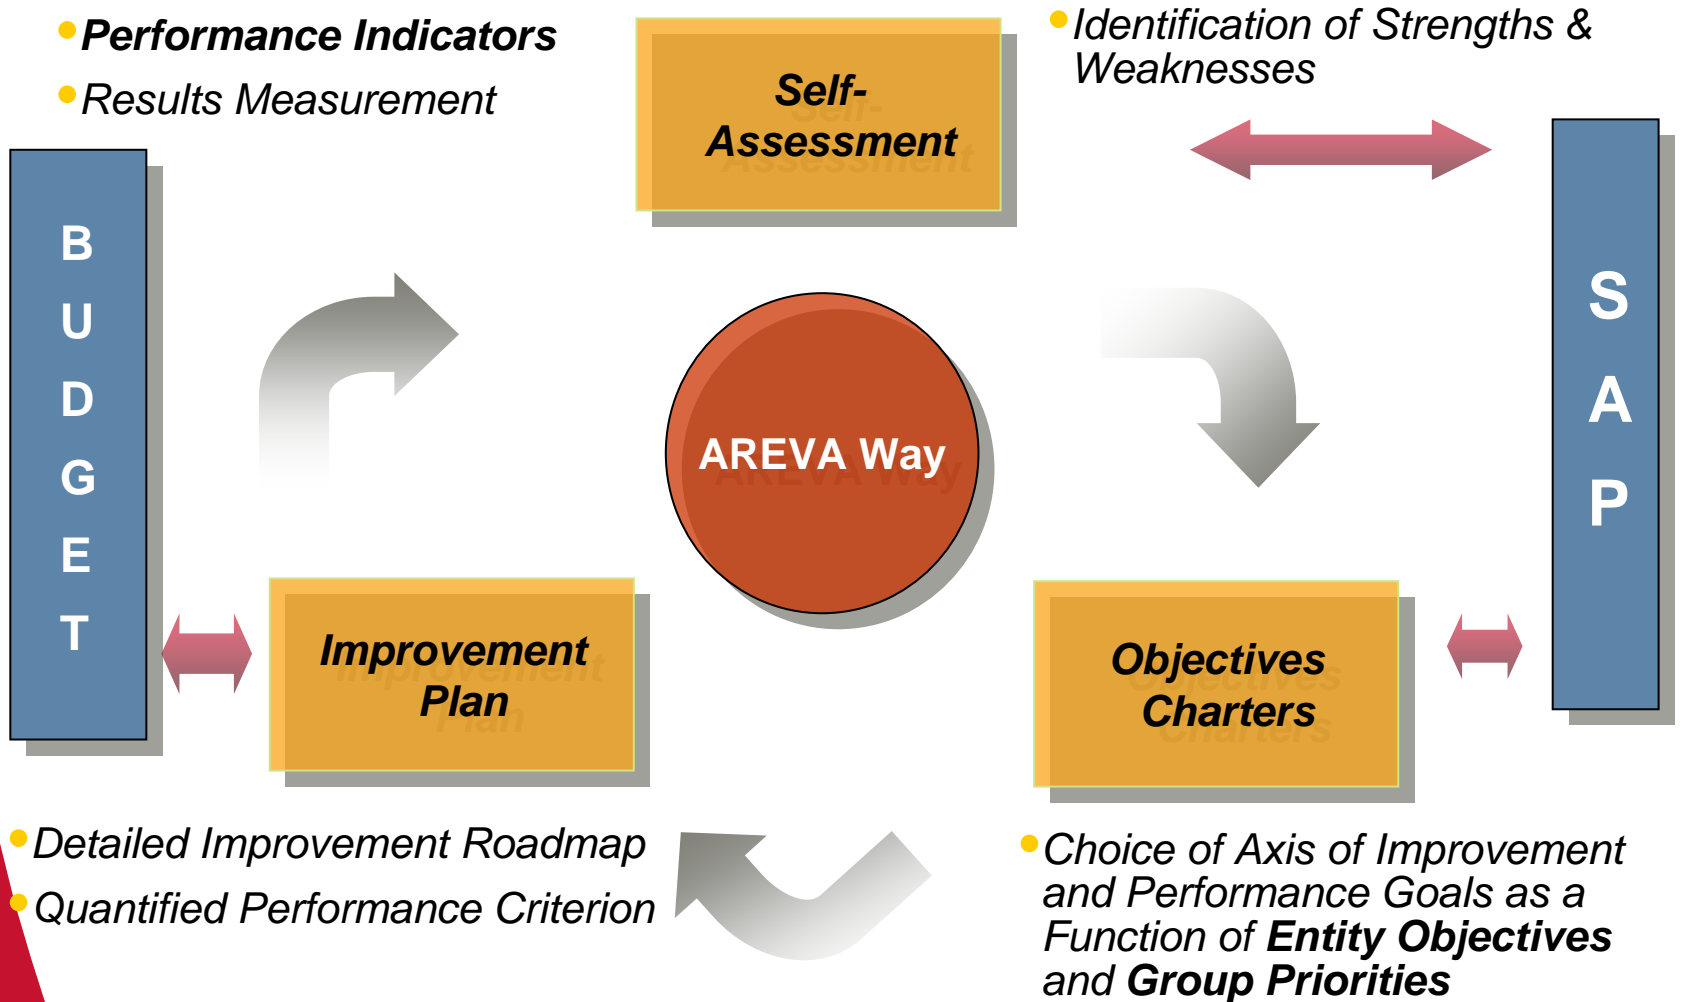 •Performance Indicators
•Results Measurement
Self-
Assessment
•Identification of Strengths &
Weaknesses
B
U
D
G
E
T
AREVA Way
S
A
P
Improvement
Plan
Objectives
Charters
•Detailed Improvement Roadmap
•Quantified Performance Criterion
•Choice of Axis of Improvement
and Performance Goals as a
Function of Entity Objectives
and Group Priorities